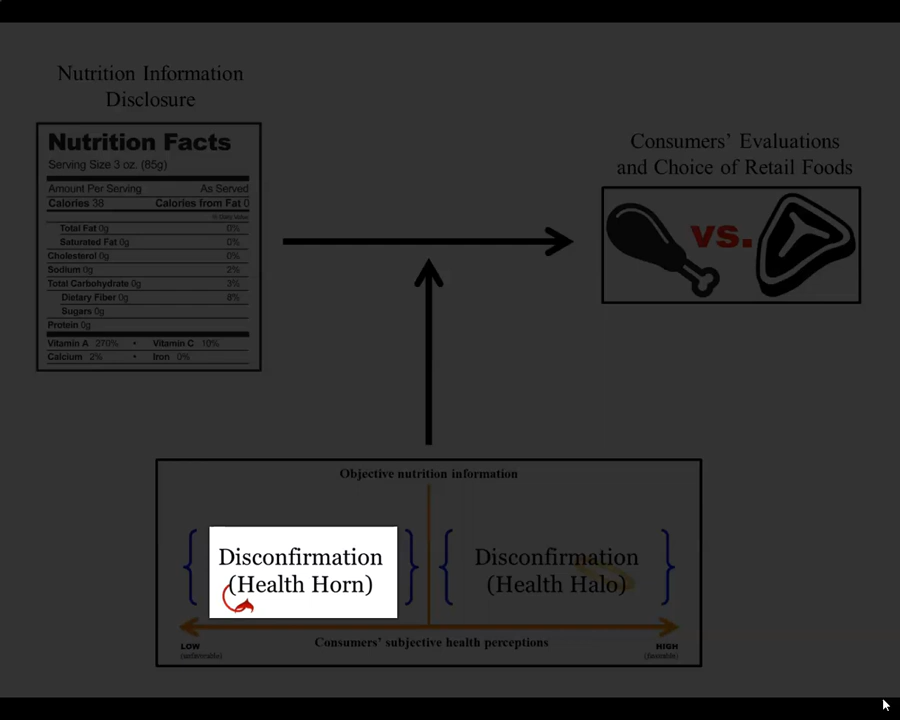 Nutrition Information
Disclosure
Nutrition Facts
Serving Size 3 oz. (85g)
Amount Per Serving As Served
Calories 38 Calories from Fat 0
% Daily Value
Total Fat 0g 0%
Saturated Fat 0g 0%
Cholesterol 0g 0%
Sodium 0g 2%
Total Carbohydrate 0g 3%
Dietary Fiber 0g 8%
Sugars 0g
Protein 0g
Vitamin A 270% • Vitamin C 10%
Calcium 2% • Iron 0%
Consumers’ Evaluations
and Choice of Retail Foods
vs.
Objective nutrition information
Disconfirmation
(Health Horn)
Disconfirmation
(Health Halo)
Consumers’ subjective health perceptions
LOW
(unfavorable)
HIGH
(favorable)